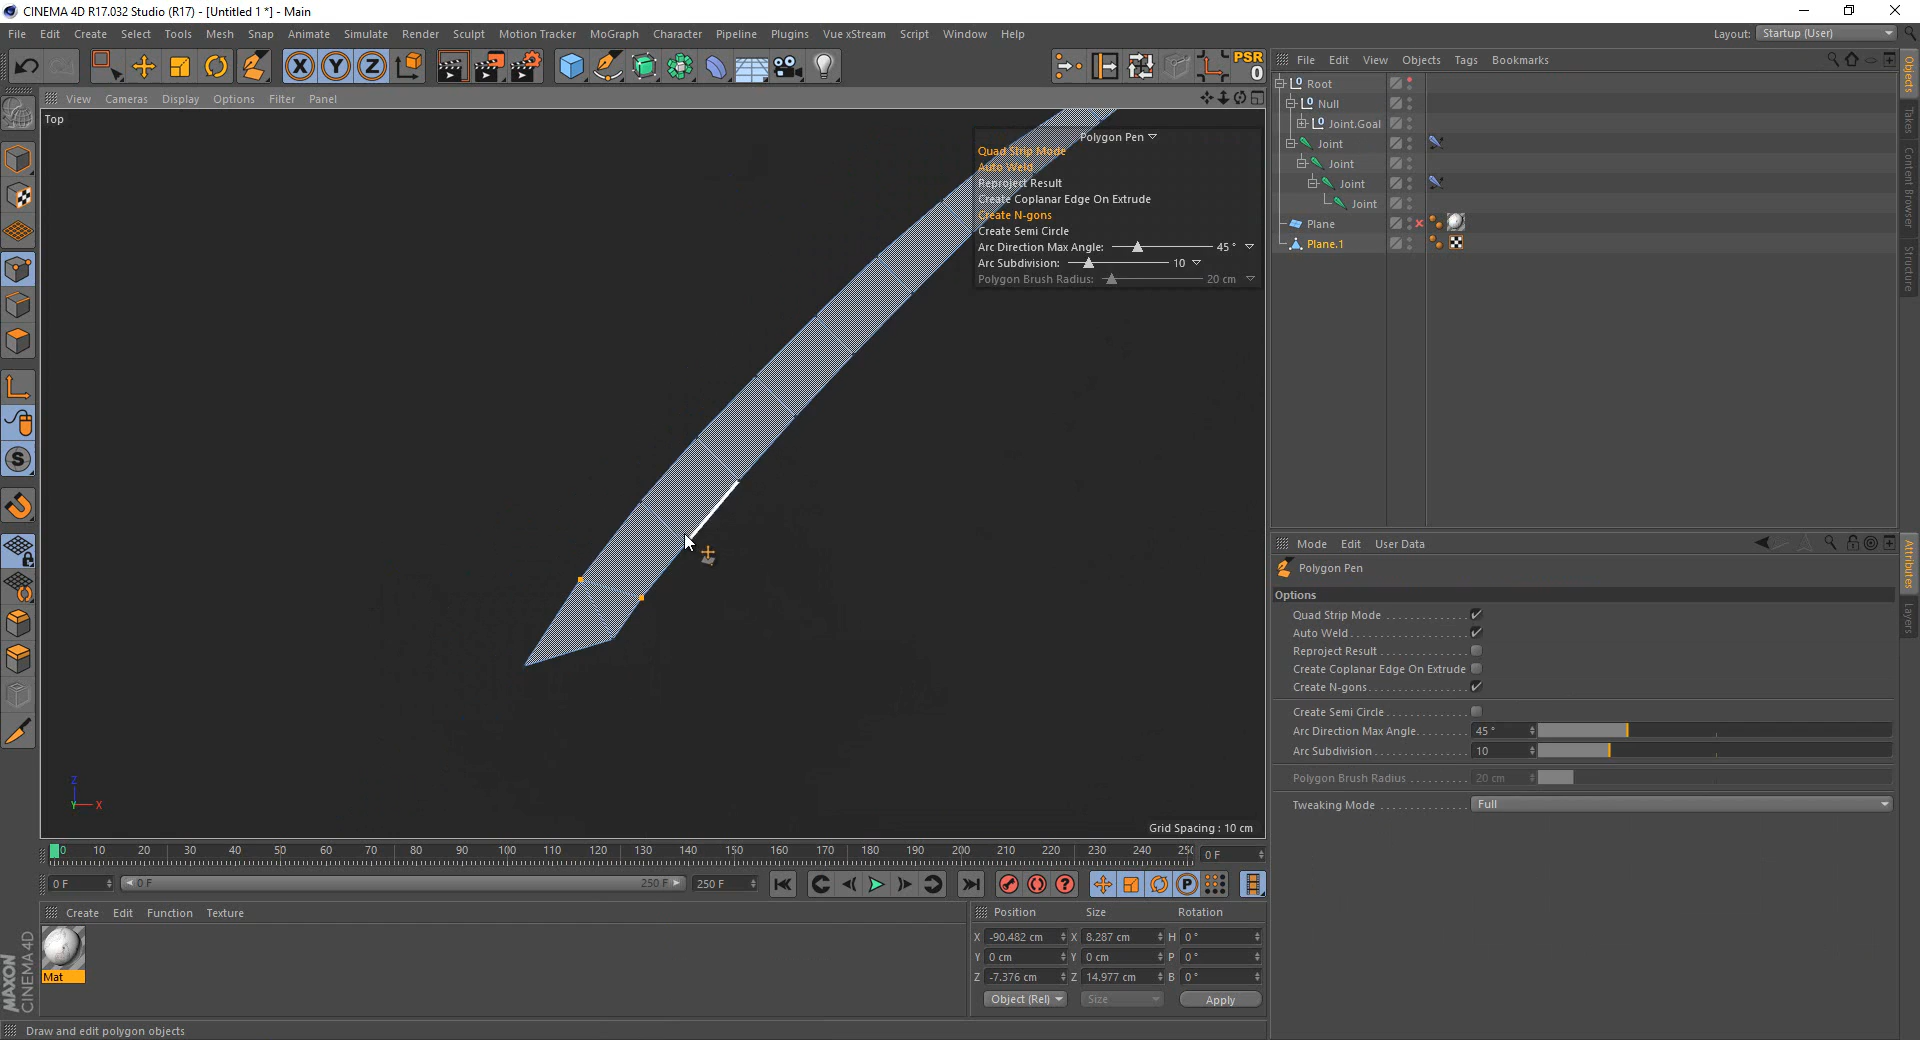 CINEMA 4D R17.032 Studio (R17) - [Untitled 1 *] - Main
File Edit Create Select Tools Mesh Snap Animate Simulate Render Sculpt Motion Tracker MoGraph Character Pipeline Plugins Vue xStream Script Window Help
Layout: Startup (User)
X Y Z PSR 0
File Edit View Objects Tags Bookmarks
Objects
Takes
Content Browser
Structure
Root
Null
Joint.Goal
Joint
Joint
Joint
Joint
Plane
Plane.1
View Cameras Display Options Filter Panel
Top
Polygon Pen
Quad Strip Mode
Auto Weld
Reproject Result
Create Coplanar Edge On Extrude
Create N-gons
Create Semi Circle
Arc Direction Max Angle: 45 °
Arc Subdivision: 10
Polygon Brush Radius: 20 cm
S
Z
Y X
Grid Spacing : 10 cm
Mode Edit User Data
Attributes
Layers
Polygon Pen
Options
Quad Strip Mode
Auto Weld
Reproject Result
Create Coplanar Edge On Extrude
Create N-gons
Create Semi Circle
Arc Direction Max Angle 45 °
Arc Subdivision 10
Polygon Brush Radius 20 cm
Tweaking Mode Full
0 10 20 30 40 50 60 70 80 90 100 110 120 130 140 150 160 170 180 190 200 210 220 230 240 25 0 F
0 F 0 F 250 F 250 F
? P
Create Edit Function Texture
Mat
MAXON
CINEMA 4D
Position Size Rotation
X -90.482 cm X 8.287 cm H 0 °
Y 0 cm Y 0 cm P 0 °
Z -7.376 cm Z 14.977 cm B 0 °
Object (Rel) Size Apply
Draw and edit polygon objects